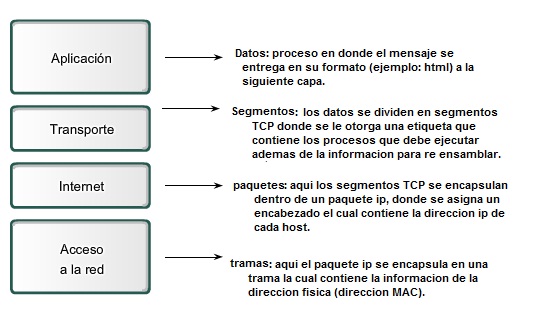 Aplicación
Datos: proceso en donde el mensaje se
entrega en su formato (ejemplo: html) a la
siguiente capa.
Transporte
Segmentos: los datos se dividen en segmentos
TCP donde se le otorga una etiqueta que
contiene los procesos que debe ejecutar
ademas de la informacion para re ensamblar.
Internet
paquetes: aqui los segmentos TCP se encapsulan
dentro de un paquete ip, donde se asigna un
encabezado el cual contiene la direccion ip de
cada host.
Acceso
a la red
tramas: aqui el paquete ip se encapsula en una
trama la cual contiene la informacion de la
direccion fisica (direccion MAC).